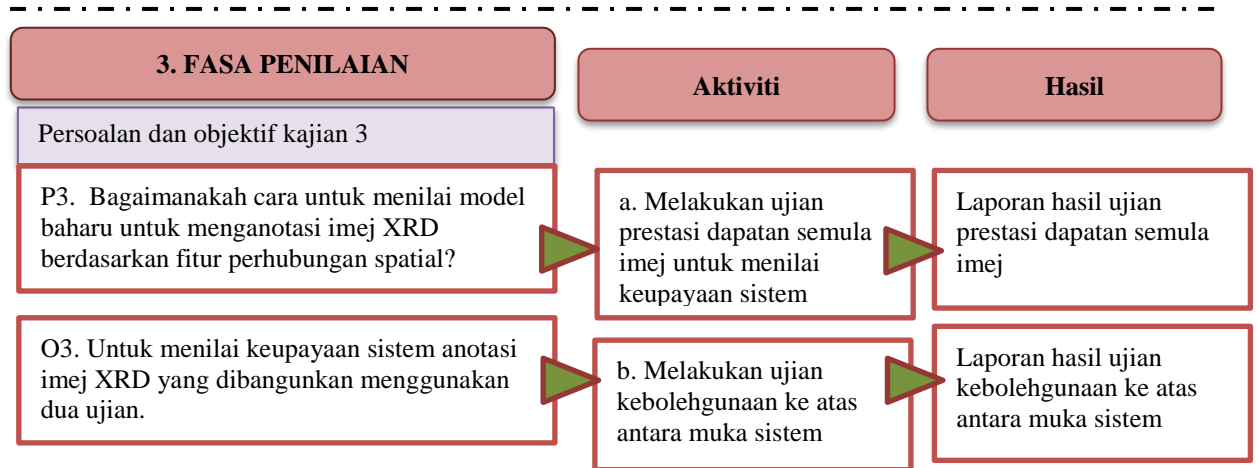 3. FASA PENILAIAN
Aktiviti
Hasil
Persoalan dan objektif kajian 3
P3. Bagaimanakah cara untuk menilai model
baharu untuk menganotasi imej XRD
berdasarkan fitur perhubungan spatial?
a. Melakukan ujian
prestasi dapatan semula
imej untuk menilai
keupayaan sistem
Laporan hasil ujian
prestasi dapatan semula
imej
O3. Untuk menilai keupayaan sistem anotasi
imej XRD yang dibangunkan menggunakan
dua ujian.
b. Melakukan ujian
kebolehgunaan ke atas
antara muka sistem
Laporan hasil ujian
kebolehgunaan ke atas
antara muka sistem